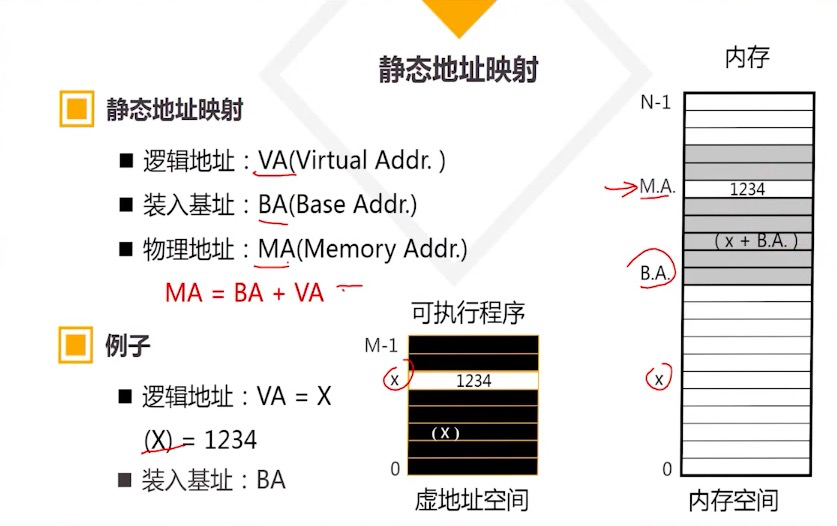 静态地址映射
静态地址映射
逻辑地址：VA(Virtual Addr. )
装入基址：BA(Base Addr.)
物理地址：MA(Memory Addr.)
MA = BA + VA
例子
逻辑地址：VA = X
(X) = 1234
装入基址：BA
可执行程序
M-1
x
1234
(X)
0
虚地址空间
内存
N-1
M.A.
1234
(x + B.A.)
B.A.
x
0
内存空间